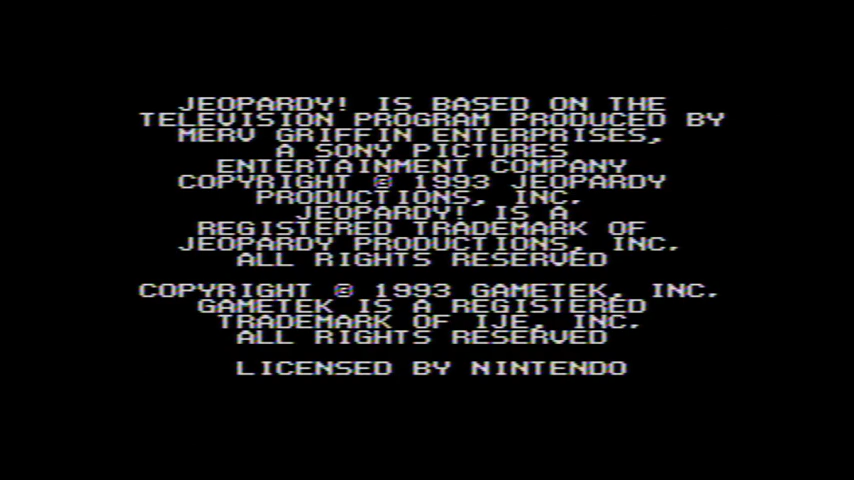 JEOPARDY! IS BASED ON THE
TELEVISION PROGRAM PRODUCED BY
MERV GRIFFIN ENTERPRISES,
A SONY PICTURES
ENTERTAINMENT COMPANY
COPYRIGHT © 1993 JEOPARDY
PRODUCTIONS, INC.
JEOPARDY! IS A
REGISTERED TRADEMARK OF
JEOPARDY PRODUCTIONS, INC.
ALL RIGHTS RESERVED
COPYRIGHT © 1993 GAMETEK, INC.
GAMETEK IS A REGISTERED
TRADEMARK OF IJE, INC.
ALL RIGHTS RESERVED
LICENSED BY NINTENDO